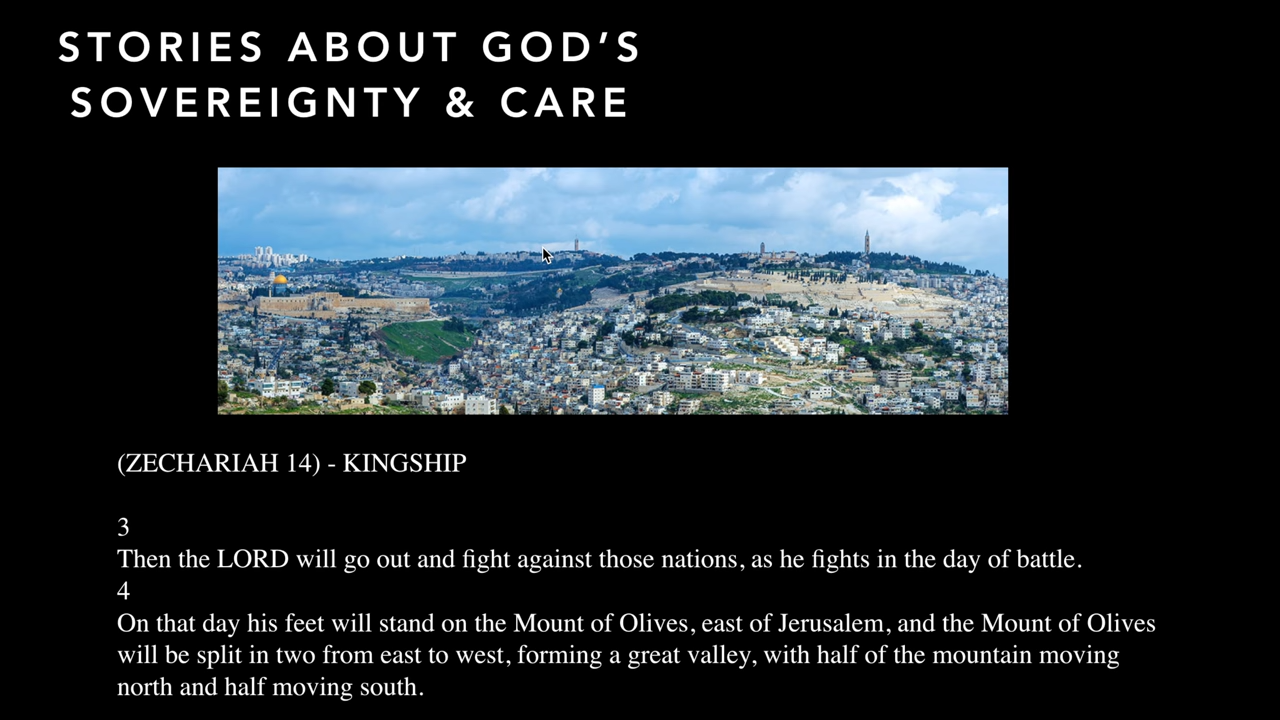 STORIES ABOUT GOD’S
SOVEREIGNTY & CARE
(ZECHARIAH 14) - KINGSHIP
3
Then the LORD will go out and fight against those nations, as he fights in the day of battle.
4
On that day his feet will stand on the Mount of Olives, east of Jerusalem, and the Mount of Olives
will be split in two from east to west, forming a great valley, with half of the mountain moving
north and half moving south.